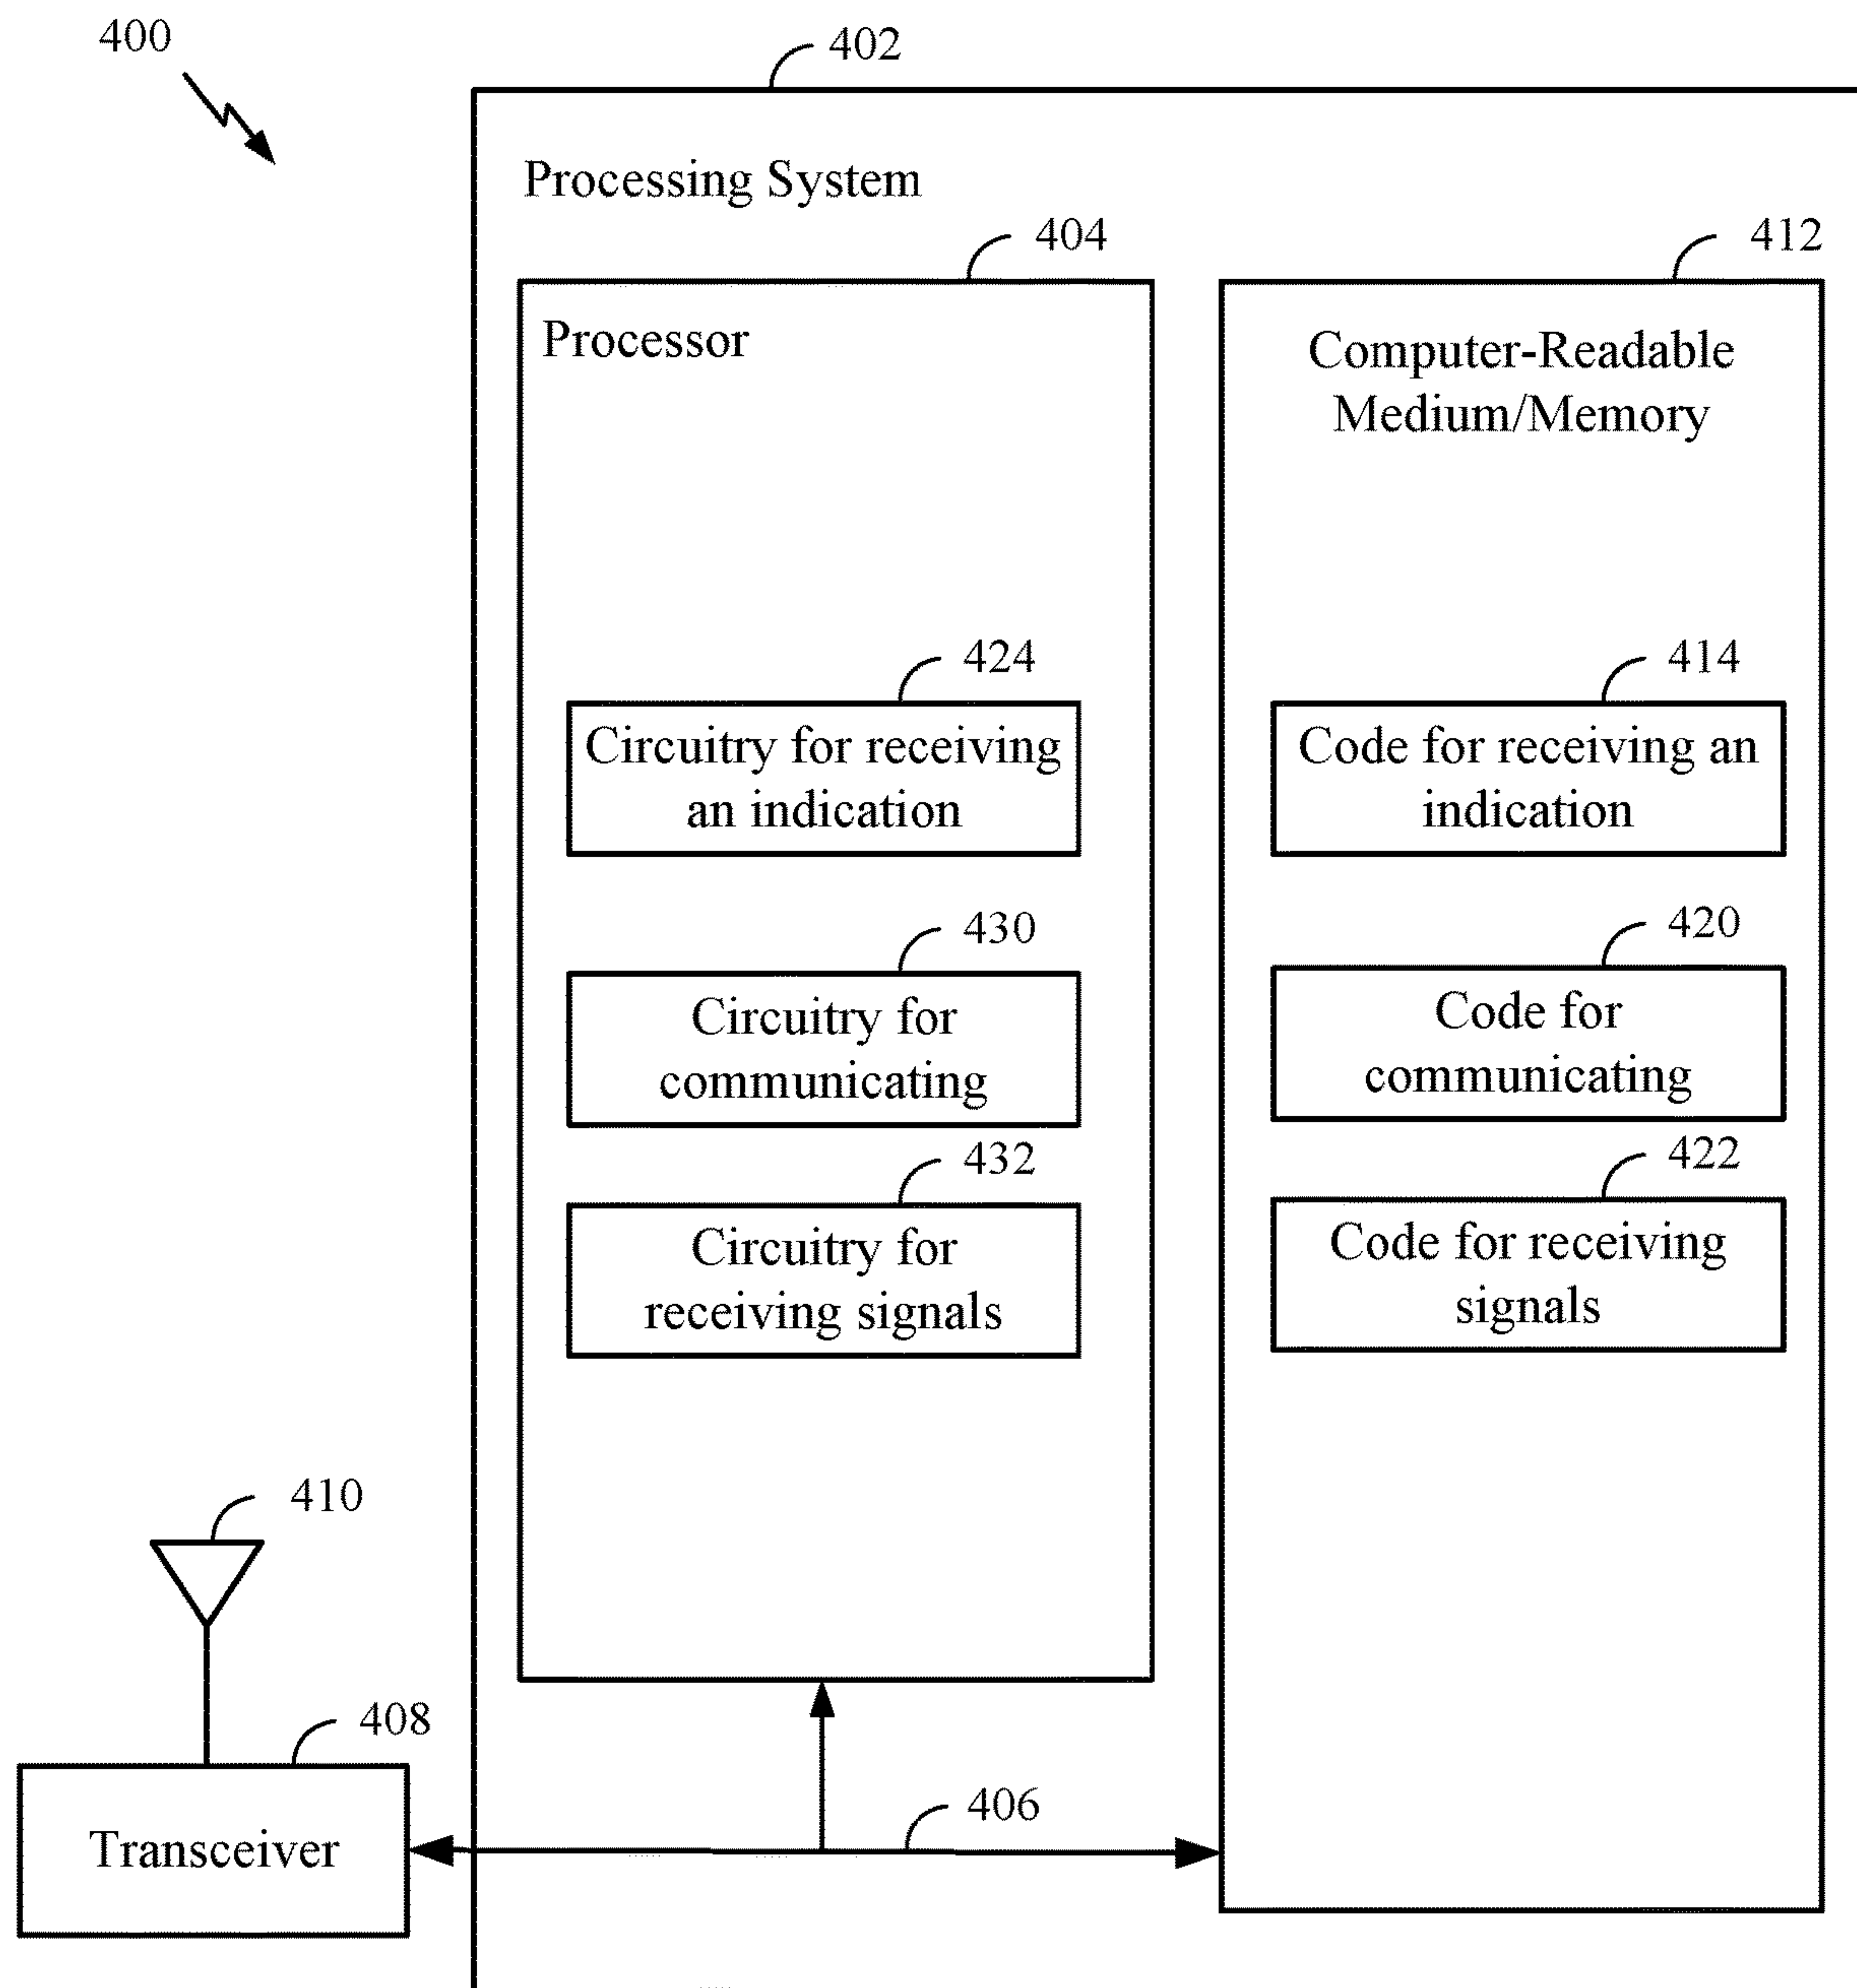 400
402
Processing System
404
412
Processor
Computer-Readable
Medium/Memory
424
414
Circuitry for receiving
an indication
Code for receiving an
indication
430
420
Circuitry for
communicating
Code for
communicating
432
422
Circuitry for
receiving signals
Code for receiving
signals
410
408
406
Transceiver